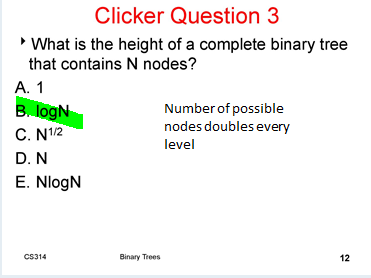 Clicker Question 3
‣ What is the height of a complete binary tree
that contains N nodes?
A. 1
B. logN
Number of possible
nodes doubles every
level
C. N1/2
D. N
E. NlogN
CS314
Binary Trees
12